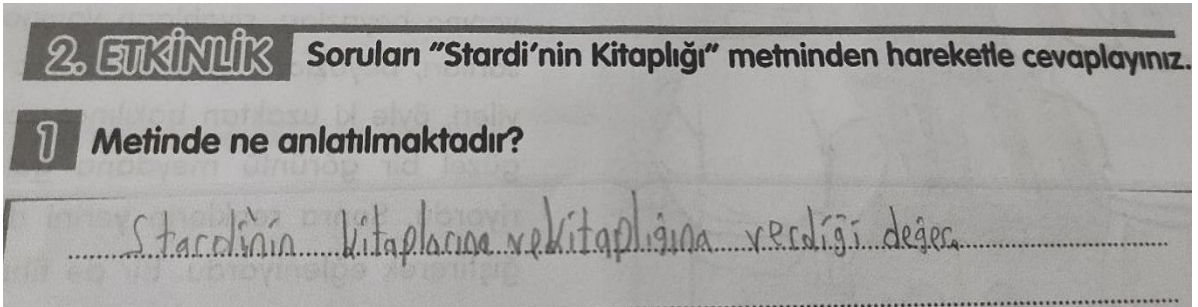 2. ETKİNLİK Soruları "Stardi'nin Kitaplığı" metninden hareketle cevaplayınız.
1 Metinde ne anlatılmaktadır?
Stardinin kitaplarına ve kitaplığına verdiği değer